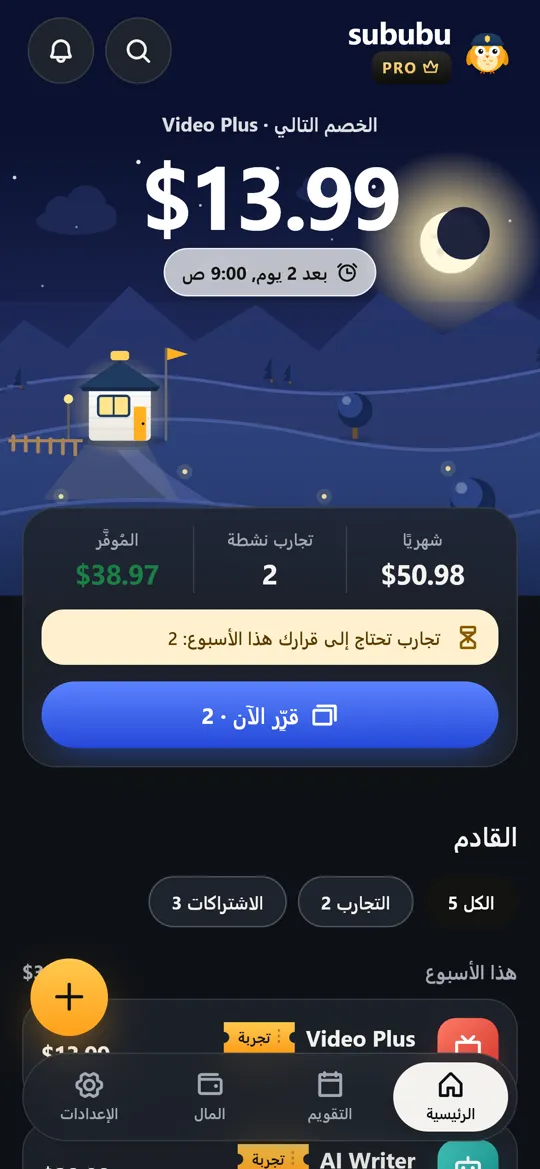 sububu
PRO
الخصم التالي · Video Plus
$13.99
بعد 2 يوم, 9:00 ص
شهريًا
$50.98
تجارب نشطة
2
المُوفَّر
$38.97
تجارب تحتاج إلى قرارك هذا الأسبوع: 2
قرّر الآن · 2
القادم
الكل 5
التجارب 2
الاشتراكات 3
هذا الأسبوع
Video Plus
تجربة
الرئيسية
التقويم
المال
الإعدادات
AI Writer
تجربة